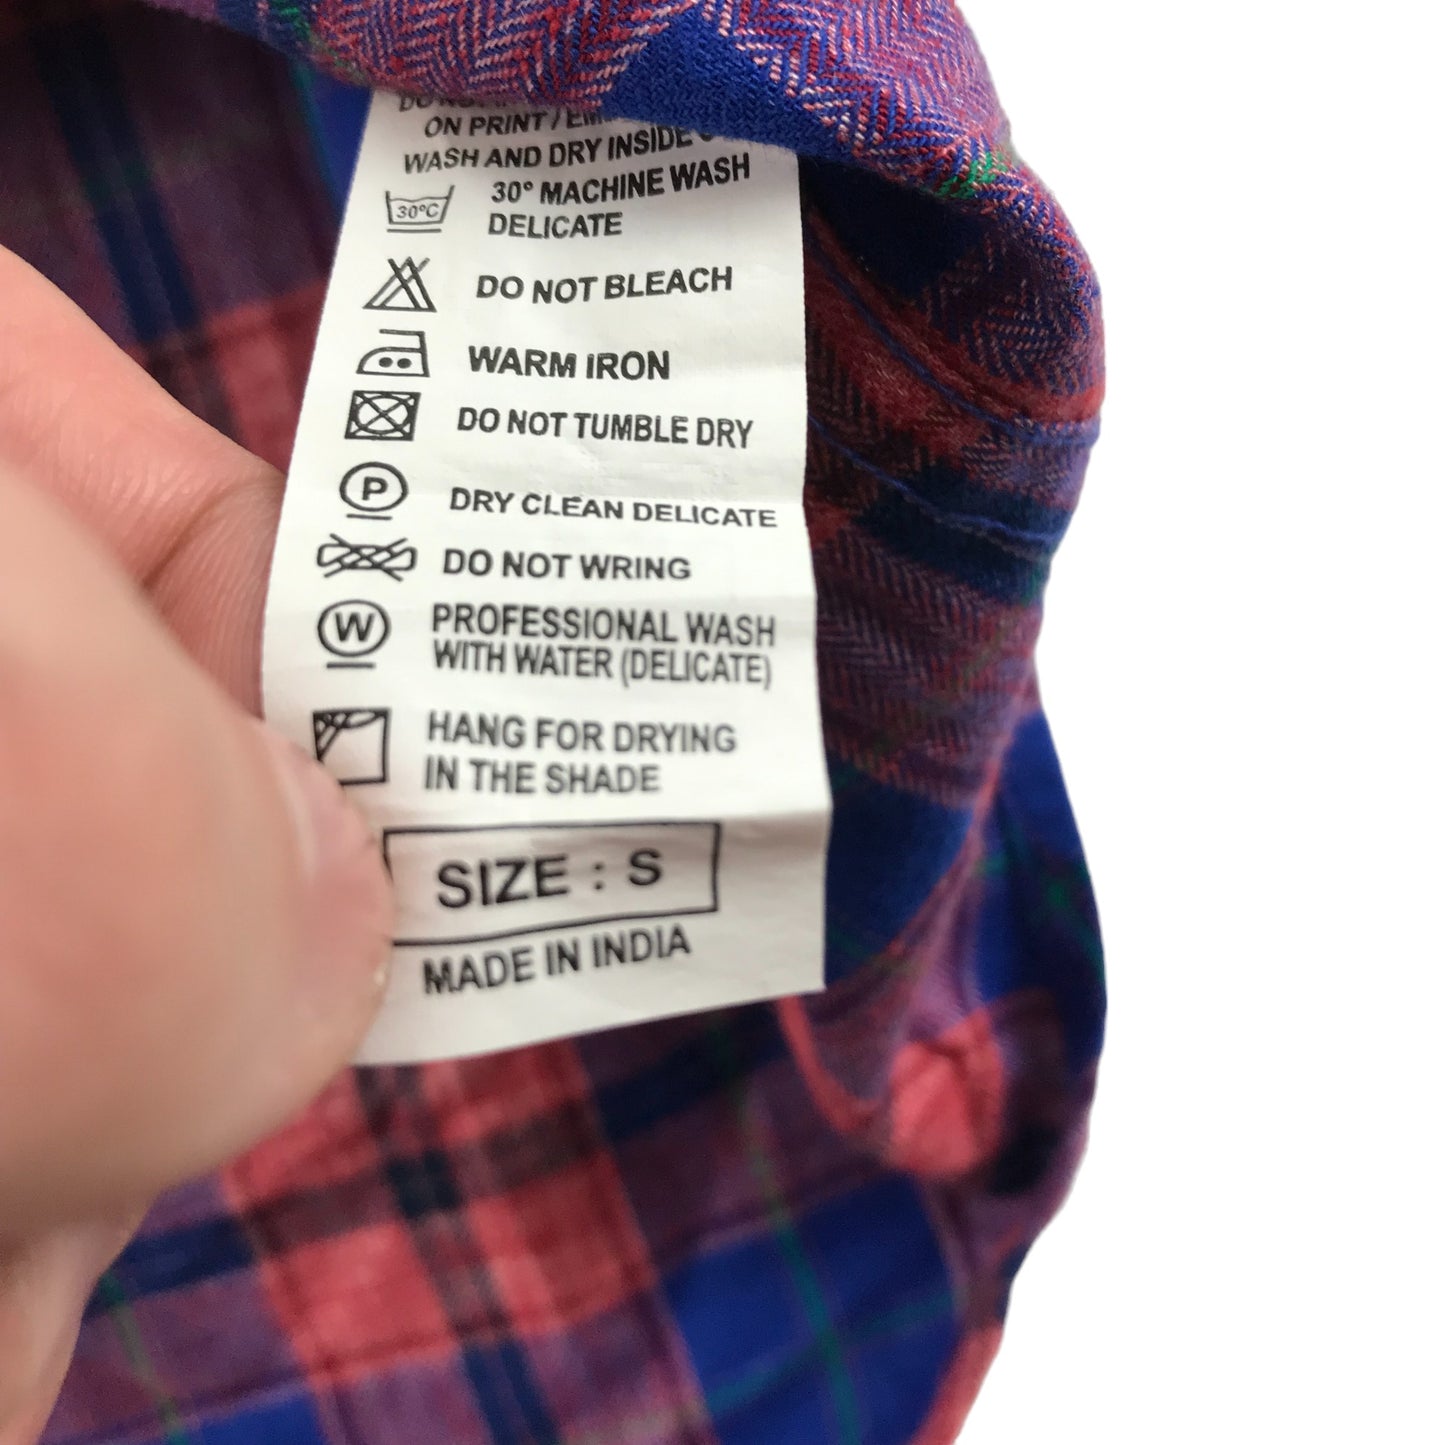 ON PRINT /
WASH AND DRY INSIDE
30°C
30° MACHINE WASH
DELICATE
DO NOT BLEACH
WARM IRON
DO NOT TUMBLE DRY
P
DRY CLEAN DELICATE
DO NOT WRING
W
PROFESSIONAL WASH
WITH WATER (DELICATE)
HANG FOR DRYING
IN THE SHADE
SIZE : S
MADE IN INDIA